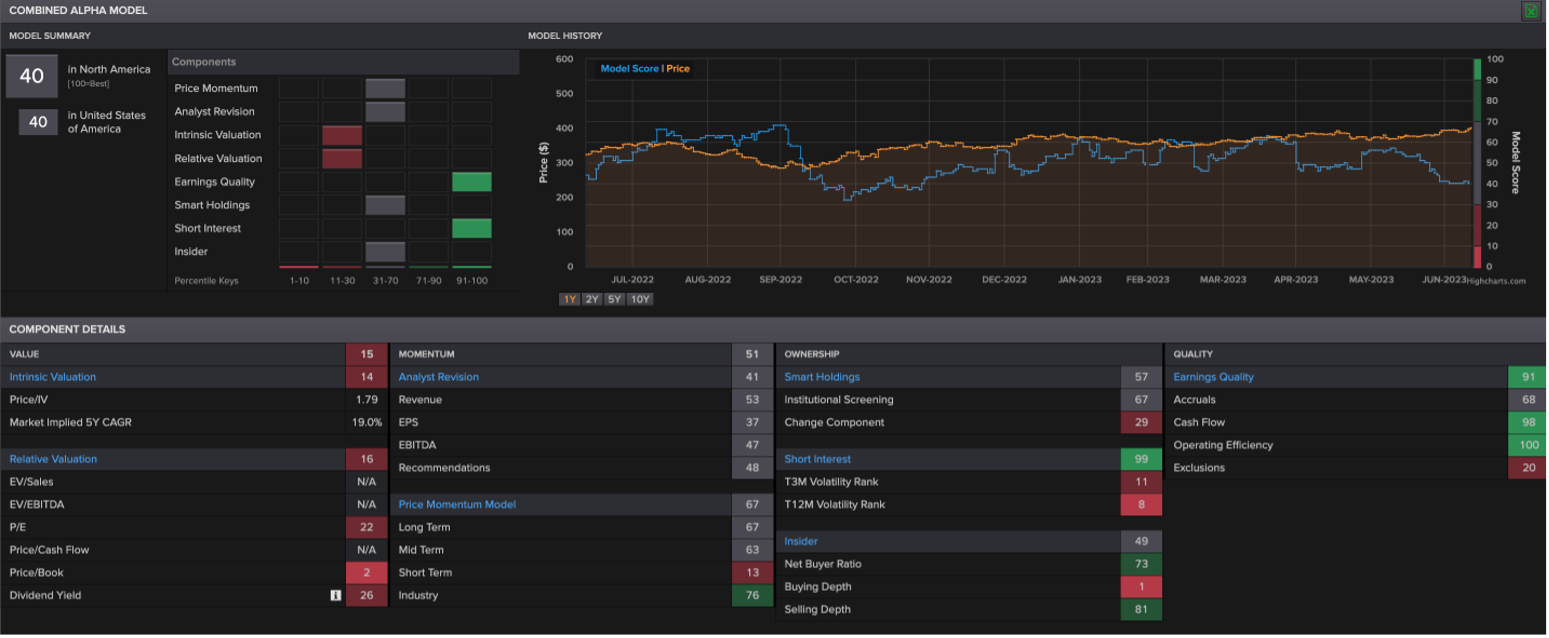 COMBINED ALPHA MODEL
MODEL SUMMARY
40
in North America
[100=Best]
40
in United States
of America
Components
Price Momentum
Analyst Revision
Intrinsic Valuation
Relative Valuation
Earnings Quality
Smart Holdings
Short Interest
Insider
Percentile Keys 1-10 11-30 31-70 71-90 91-100
MODEL HISTORY
Model Score | Price
Price ($)
600
500
400
300
200
100
0
100
90
80
70
60
50
40
30
20
10
0
Model Score
JUL-2022 AUG-2022 SEP-2022 OCT-2022 NOV-2022 DEC-2022 JAN-2023 FEB-2023 MAR-2023 APR-2023 MAY-2023 JUN-2023
Highcharts.com
1Y 2Y 5Y 10Y
COMPONENT DETAILS
VALUE 15
Intrinsic Valuation 14
Price/IV 1.79
Market Implied 5Y CAGR 19.0%
Relative Valuation 16
EV/Sales N/A
EV/EBITDA N/A
P/E 22
Price/Cash Flow N/A
Price/Book 2
Dividend Yield i 26
MOMENTUM 51
Analyst Revision 41
Revenue 53
EPS 37
EBITDA 47
Recommendations 48
Price Momentum Model 67
Long Term 67
Mid Term 63
Short Term 13
Industry 76
OWNERSHIP
Smart Holdings 57
Institutional Screening 67
Change Component 29
Short Interest 99
T3M Volatility Rank 11
T12M Volatility Rank 8
Insider 49
Net Buyer Ratio 73
Buying Depth 1
Selling Depth 81
QUALITY
Earnings Quality 91
Accruals 68
Cash Flow 98
Operating Efficiency 100
Exclusions 20